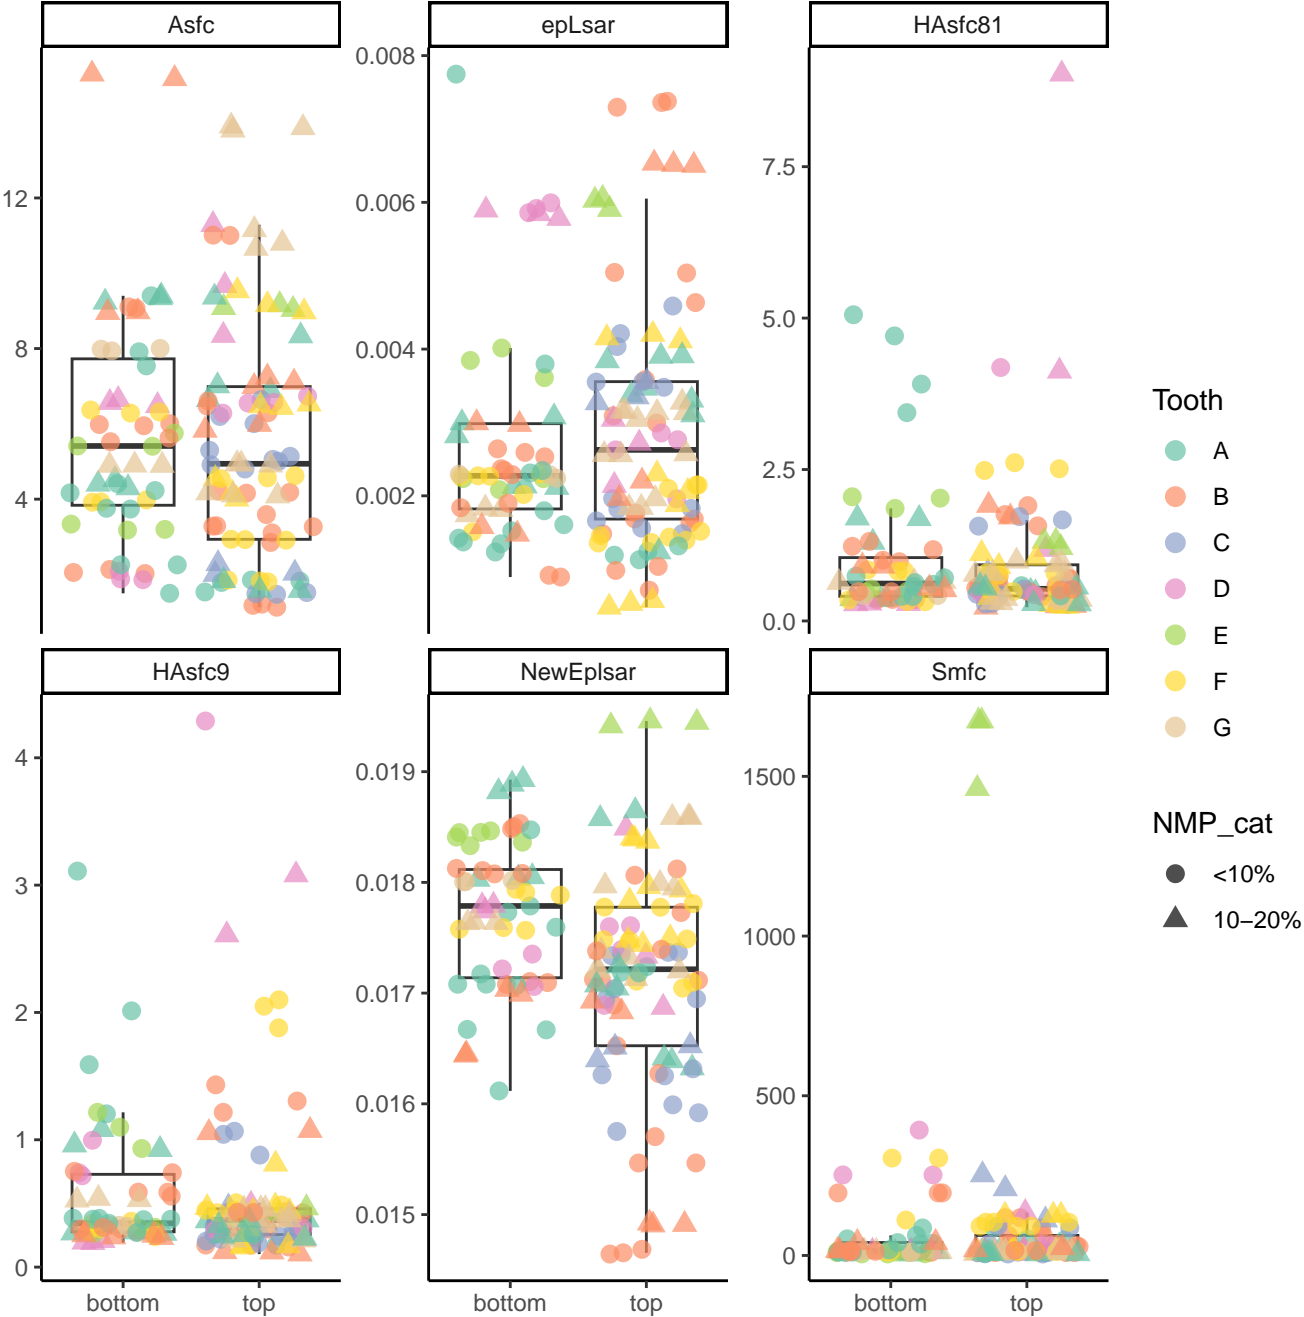 Asfc epLsar HAsfc81
12
8
4
0.008
0.006
0.004
0.002
7.5
5.0
2.5
0.0
HAsfc9 NewEplsar Smfc
4
3
2
1
0
0.019
0.018
0.017
0.016
0.015
1500
1000
500
0
bottom top bottom top bottom top
Tooth
A
B
C
D
E
F
G
NMP_cat
<10%
10−20%